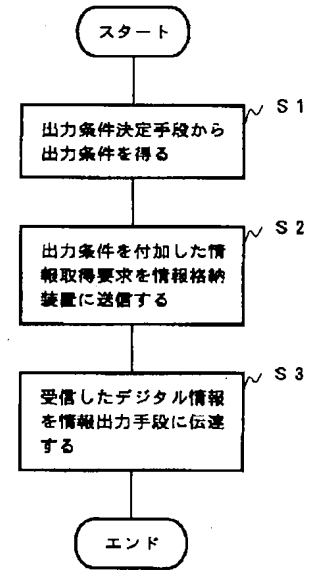 スタート
S1
出力条件決定手段から
出力条件を得る
S2
出力条件を付加した情
報取得要求を情報格納
装置に送信する
S3
受信したデジタル情報
を情報出力手段に伝達
する
エンド